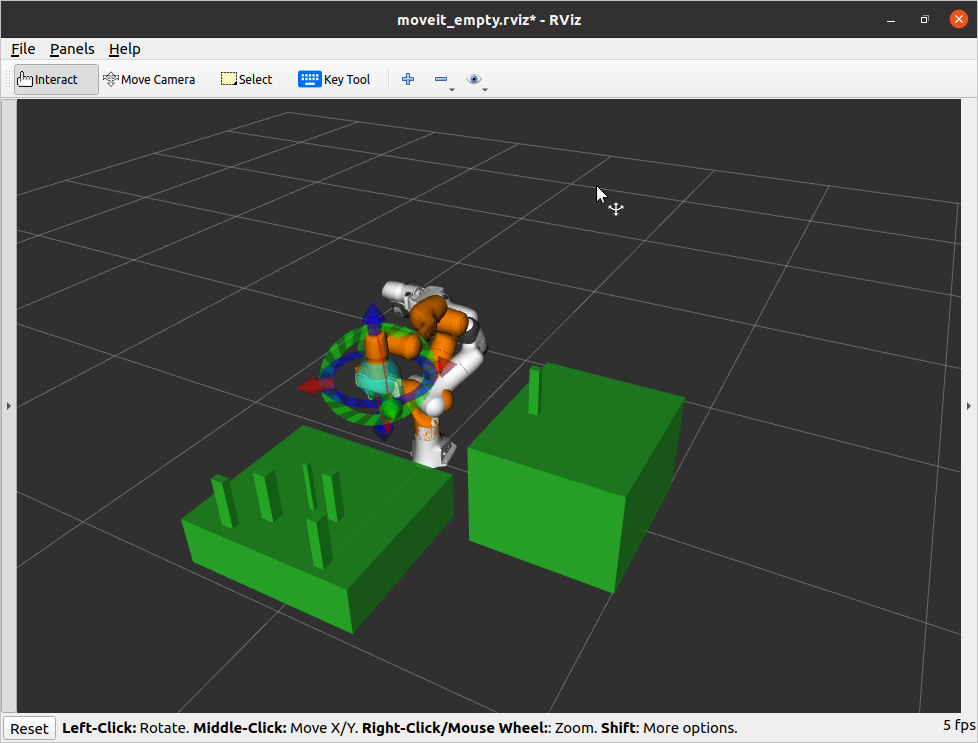 moveit_empty.rviz* - RViz
File Panels Help
Interact Move Camera Select Key Tool
Reset Left-Click: Rotate. Middle-Click: Move X/Y. Right-Click/Mouse Wheel:: Zoom. Shift: More options. 5 fps